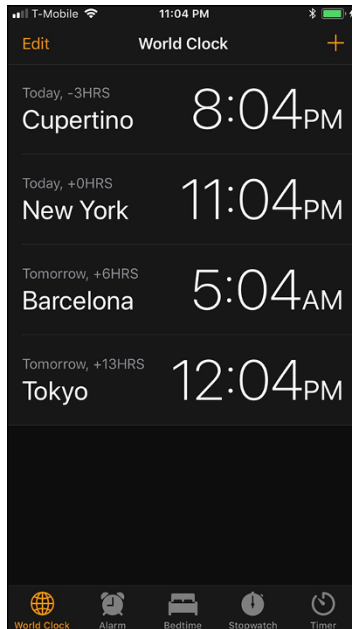 T-Mobile 11:04 PM
Edit World Clock +
Today, -3HRS
Cupertino 8:04PM
Today, +0HRS
New York 11:04PM
Tomorrow, +6HRS
Barcelona 5:04AM
Tomorrow, +13HRS
Tokyo 12:04PM
World Clock Alarm Bedtime Stopwatch Timer